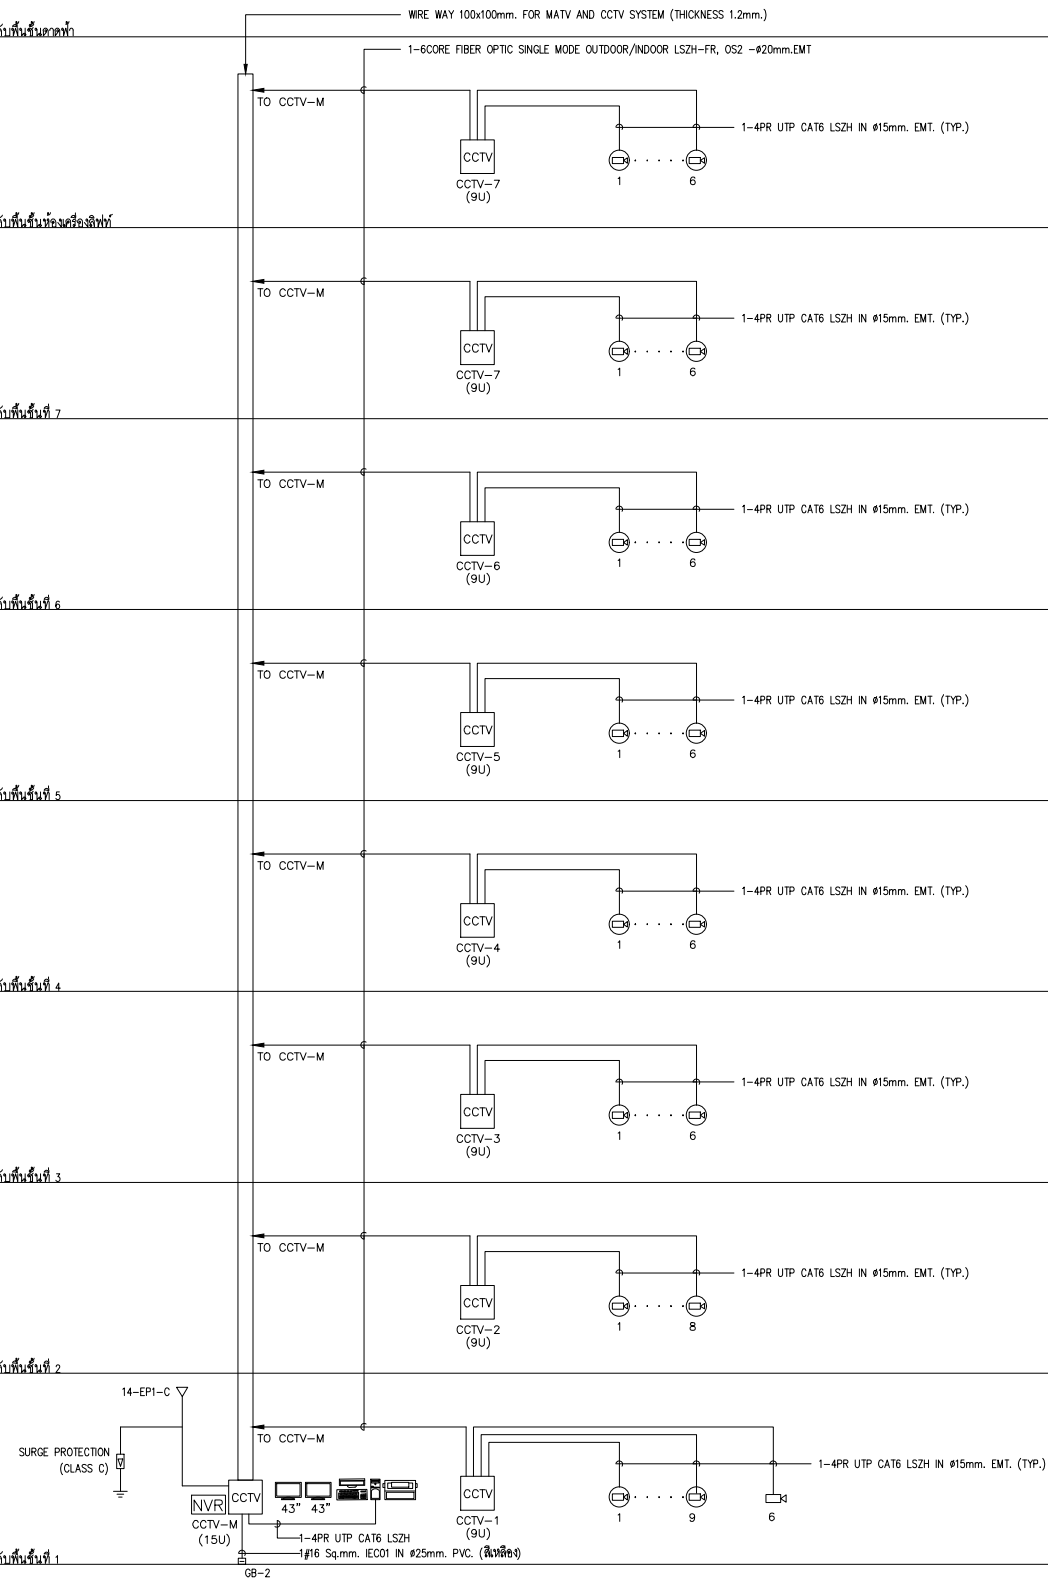 WIRE WAY 100x100mm. FOR MATV AND CCTV SYSTEM (THICKNESS 1.2mm.)
ดับพื้นชั้นดาดฟ้า
1-6CORE FIBER OPTIC SINGLE MODE OUTDOOR/INDOOR LSZH-FR, OS2 -ø20mm.EMT
TO CCTV-M
1-4PR UTP CAT6 LSZH IN ø15mm. EMT. (TYP.)
CCTV
CCTV-7
(9U)
1 6
ดับพื้นชั้นห้องเครื่องลิฟท์
TO CCTV-M
1-4PR UTP CAT6 LSZH IN ø15mm. EMT. (TYP.)
CCTV
CCTV-7
(9U)
1 6
ดับพื้นชั้นที่ 7
TO CCTV-M
1-4PR UTP CAT6 LSZH IN ø15mm. EMT. (TYP.)
CCTV
CCTV-6
(9U)
1 6
ดับพื้นชั้นที่ 6
TO CCTV-M
1-4PR UTP CAT6 LSZH IN ø15mm. EMT. (TYP.)
CCTV
CCTV-5
(9U)
1 6
ดับพื้นชั้นที่ 5
TO CCTV-M
1-4PR UTP CAT6 LSZH IN ø15mm. EMT. (TYP.)
CCTV
CCTV-4
(9U)
1 6
ดับพื้นชั้นที่ 4
TO CCTV-M
1-4PR UTP CAT6 LSZH IN ø15mm. EMT. (TYP.)
CCTV
CCTV-3
(9U)
1 6
ดับพื้นชั้นที่ 3
TO CCTV-M
1-4PR UTP CAT6 LSZH IN ø15mm. EMT. (TYP.)
CCTV
CCTV-2
(9U)
1 8
ดับพื้นชั้นที่ 2
14-EP1-C
TO CCTV-M
SURGE PROTECTION
(CLASS C)
1-4PR UTP CAT6 LSZH IN ø15mm. EMT. (TYP.)
NVR
CCTV
43" 43"
CCTV-M
(15U)
CCTV
CCTV-1
(9U)
1 9 6
1-4PR UTP CAT6 LSZH
1#16 Sq.mm. IEC01 IN ø25mm. PVC. (สีเหลือง)
ดับพื้นชั้นที่ 1
GB-2